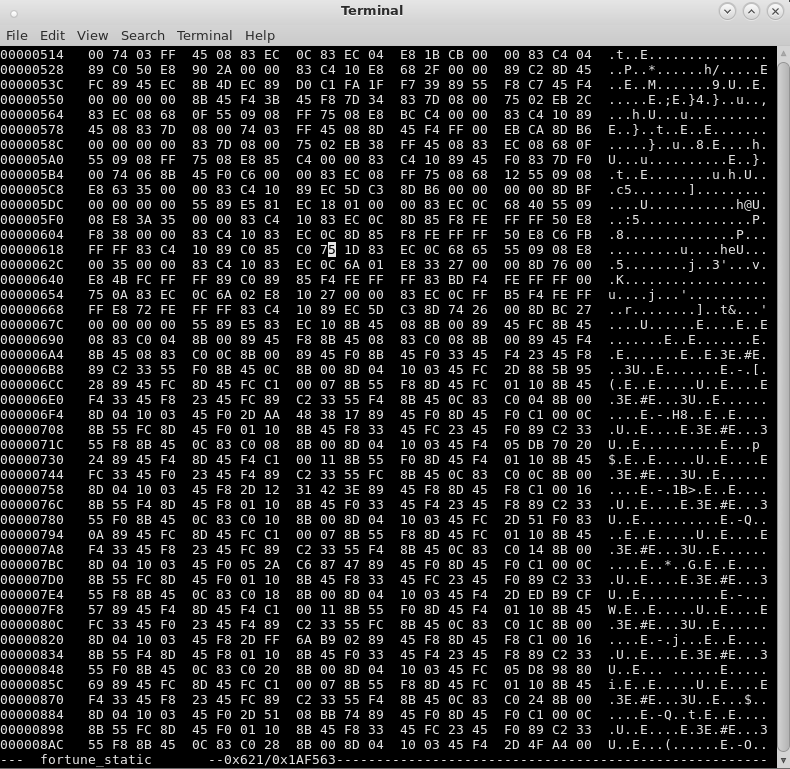 Terminal
File Edit View Search Terminal Help
00000514   00 74 03 FF  45 08 83 EC  0C 83 EC 04  E8 1B CB 00  00 83 C4 04  .t..E...............
00000528   89 C0 50 E8  90 2A 00 00  83 C4 10 E8  68 2F 00 00  89 C2 8D 45  ..P..*......h/.....E
0000053C   FC 89 45 EC  8B 4D EC 89  D0 C1 FA 1F  F7 39 89 55  F8 C7 45 F4  ..E..M.......9.U..E.
00000550   00 00 00 00  8B 45 F4 3B  45 F8 7D 34  83 7D 08 00  75 02 EB 2C  .....E.;E.}4.}..u..,
00000564   83 EC 08 68  0F 55 09 08  FF 75 08 E8  BC C4 00 00  83 C4 10 89  ...h.U...u..........
00000578   45 08 83 7D  08 00 74 03  FF 45 08 8D  45 F4 FF 00  EB CA 8D B6  E..}..t..E..E.......
0000058C   00 00 00 00  83 7D 08 00  75 02 EB 38  FF 45 08 83  EC 08 68 0F  .....}..u..8.E....h.
000005A0   55 09 08 FF  75 08 E8 85  C4 00 00 83  C4 10 89 45  F0 83 7D F0  U...u..........E..}.
000005B4   00 74 06 8B  45 F0 C6 00  00 83 EC 08  FF 75 08 68  12 55 09 08  .t..E........u.h.U..
000005C8   E8 63 35 00  00 83 C4 10  89 EC 5D C3  8D B6 00 00  00 00 8D BF  .c5.......].........
000005DC   00 00 00 00  55 89 E5 81  EC 18 01 00  00 83 EC 0C  68 40 55 09  ....U...........h@U.
000005F0   08 E8 3A 35  00 00 83 C4  10 83 EC 0C  8D 85 F8 FE  FF FF 50 E8  ..:5..............P.
00000604   F8 38 00 00  83 C4 10 83  EC 0C 8D 85  F8 FE FF FF  50 E8 C6 FB  .8..............P...
00000618   FF FF 83 C4  10 89 C0 85  C0 75 1D 83  EC 0C 68 65  55 09 08 E8  .........u....heU...
0000062C   00 35 00 00  83 C4 10 83  EC 0C 6A 01  E8 33 27 00  00 8D 76 00  .5........j..3'...v.
00000640   E8 4B FC FF  FF 89 C0 89  85 F4 FE FF  FF 83 BD F4  FE FF FF 00  .K..................
00000654   75 0A 83 EC  0C 6A 02 E8  10 27 00 00  83 EC 0C FF  B5 F4 FE FF  u....j...'..........
00000668   FF E8 72 FE  FF FF 83 C4  10 89 EC 5D  C3 8D 74 26  00 8D BC 27  ..r........]..t&...'
0000067C   00 00 00 00  55 89 E5 83  EC 10 8B 45  08 8B 00 89  45 FC 8B 45  ....U......E....E..E
00000690   08 83 C0 04  8B 00 89 45  F8 8B 45 08  83 C0 08 8B  00 89 45 F4  .......E..E.......E.
000006A4   8B 45 08 83  C0 0C 8B 00  89 45 F0 8B  45 F0 33 45  F4 23 45 F8  .E.......E..E.3E.#E.
000006B8   89 C2 33 55  F0 8B 45 0C  8B 00 8D 04  10 03 45 FC  2D 88 5B 95  ..3U..E.......E.-.[.
000006CC   28 89 45 FC  8D 45 FC C1  00 07 8B 55  F8 8D 45 FC  01 10 8B 45  (.E..E.....U..E....E
000006E0   F4 33 45 F8  23 45 FC 89  C2 33 55 F4  8B 45 0C 83  C0 04 8B 00  .3E.#E...3U..E......
000006F4   8D 04 10 03  45 F0 2D AA  48 38 17 89  45 F0 8D 45  F0 C1 00 0C  ....E.-.H8..E..E....
00000708   8B 55 FC 8D  45 F0 01 10  8B 45 F8 33  45 FC 23 45  F0 89 C2 33  .U..E....E.3E.#E...3
0000071C   55 F8 8B 45  0C 83 C0 08  8B 00 8D 04  10 03 45 F4  05 DB 70 20  U..E..........E...p 
00000730   24 89 45 F4  8D 45 F4 C1  00 11 8B 55  F0 8D 45 F4  01 10 8B 45  $.E..E.....U..E....E
00000744   FC 33 45 F0  23 45 F4 89  C2 33 55 FC  8B 45 0C 83  C0 0C 8B 00  .3E.#E...3U..E......
00000758   8D 04 10 03  45 F8 2D 12  31 42 3E 89  45 F8 8D 45  F8 C1 00 16  ....E.-.1B>.E..E....
0000076C   8B 55 F4 8D  45 F8 01 10  8B 45 F0 33  45 F4 23 45  F8 89 C2 33  .U..E....E.3E.#E...3
00000780   55 F0 8B 45  0C 83 C0 10  8B 00 8D 04  10 03 45 FC  2D 51 F0 83  U..E..........E.-Q..
00000794   0A 89 45 FC  8D 45 FC C1  00 07 8B 55  F8 8D 45 FC  01 10 8B 45  ..E..E.....U..E....E
000007A8   F4 33 45 F8  23 45 FC 89  C2 33 55 F4  8B 45 0C 83  C0 14 8B 00  .3E.#E...3U..E......
000007BC   8D 04 10 03  45 F0 05 2A  C6 87 47 89  45 F0 8D 45  F0 C1 00 0C  ....E..*..G.E..E....
000007D0   8B 55 FC 8D  45 F0 01 10  8B 45 F8 33  45 FC 23 45  F0 89 C2 33  .U..E....E.3E.#E...3
000007E4   55 F8 8B 45  0C 83 C0 18  8B 00 8D 04  10 03 45 F4  2D ED B9 CF  U..E..........E.-...
000007F8   57 89 45 F4  8D 45 F4 C1  00 11 8B 55  F0 8D 45 F4  01 10 8B 45  W.E..E.....U..E....E
0000080C   FC 33 45 F0  23 45 F4 89  C2 33 55 FC  8B 45 0C 83  C0 1C 8B 00  .3E.#E...3U..E......
00000820   8D 04 10 03  45 F8 2D FF  6A B9 02 89  45 F8 8D 45  F8 C1 00 16  ....E.-.j...E..E....
00000834   8B 55 F4 8D  45 F8 01 10  8B 45 F0 33  45 F4 23 45  F8 89 C2 33  .U..E....E.3E.#E...3
00000848   55 F0 8B 45  0C 83 C0 20  8B 00 8D 04  10 03 45 FC  05 D8 98 80  U..E... ......E.....
0000085C   69 89 45 FC  8D 45 FC C1  00 07 8B 55  F8 8D 45 FC  01 10 8B 45  i.E..E.....U..E....E
00000870   F4 33 45 F8  23 45 FC 89  C2 33 55 F4  8B 45 0C 83  C0 24 8B 00  .3E.#E...3U..E...$..
00000884   8D 04 10 03  45 F0 2D 51  08 BB 74 89  45 F0 8D 45  F0 C1 00 0C  ....E.-Q..t.E..E....
00000898   8B 55 FC 8D  45 F0 01 10  8B 45 F8 33  45 FC 23 45  F0 89 C2 33  .U..E....E.3E.#E...3
000008AC   55 F8 8B 45  0C 83 C0 28  8B 00 8D 04  10 03 45 F4  2D 4F A4 00  U..E...(......E.-O..
---  fortune_static       --0x621/0x1AF563--------------------------------------------------------